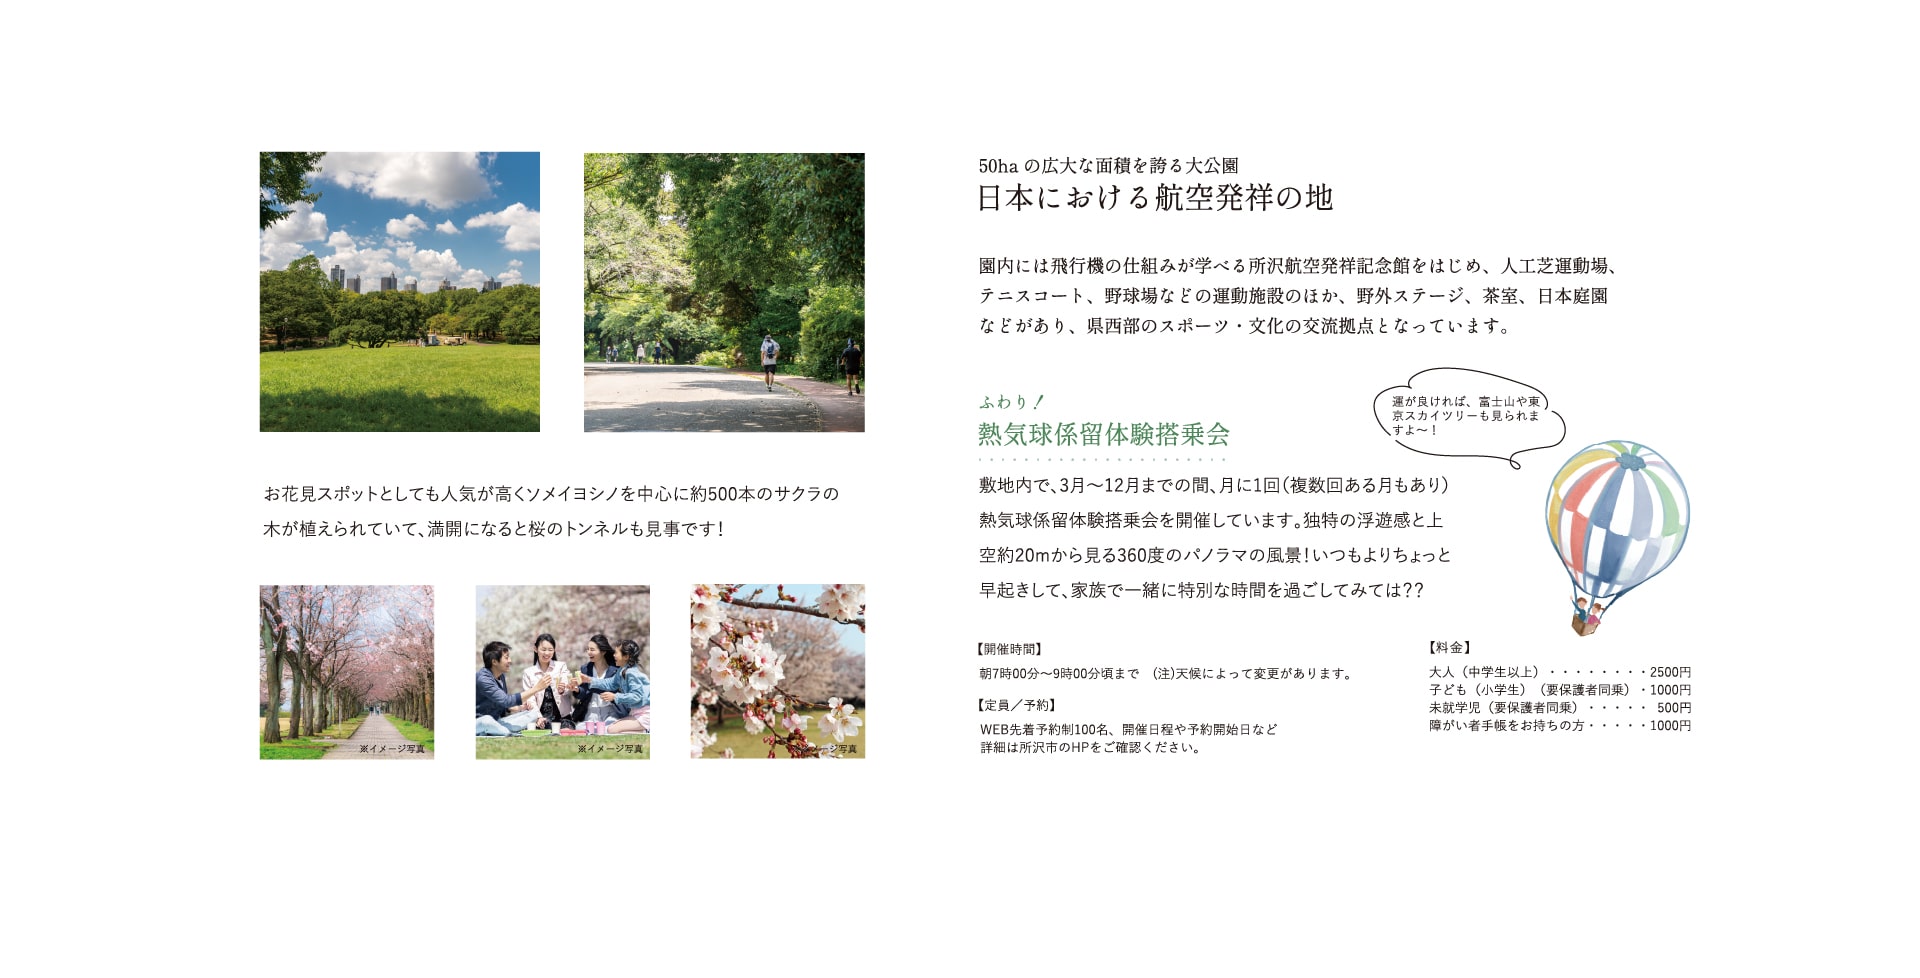 お花見スポットとしても人気が高くソメイヨシノを中心に約500本のサクラの
木が植えられていて、満開になると桜のトンネルも見事です！
※イメージ写真
※イメージ写真
※イメージ写真
50haの広大な面積を誇る大公園
日本における航空発祥の地
園内には飛行機の仕組みが学べる所沢航空発祥記念館をはじめ、人工芝運動場、
テニスコート、野球場などの運動施設のほか、野外ステージ、茶室、日本庭園
などがあり、県西部のスポーツ・文化の交流拠点となっています。
ふわり！
熱気球係留体験搭乗会
運が良ければ、富士山や東
京スカイツリーも見られま
すよ～！
敷地内で、3月～12月までの間、月に1回（複数回ある月もあり）
熱気球係留体験搭乗会を開催しています。独特の浮遊感と上
空約20mから見る360度のパノラマの風景！いつもよりちょっと
早起きして、家族で一緒に特別な時間を過ごしてみては？？
【開催時間】
朝7時00分～9時00分頃まで　(注)天候によって変更があります。
【定員／予約】
WEB先着予約制100名、開催日程や予約開始日など
詳細は所沢市のHPをご確認ください。
【料金】
大人（中学生以上）・・・・・・・・2500円
子ども（小学生）（要保護者同乗）・1000円
未就学児（要保護者同乗）・・・・・ 500円
障がい者手帳をお持ちの方・・・・・1000円